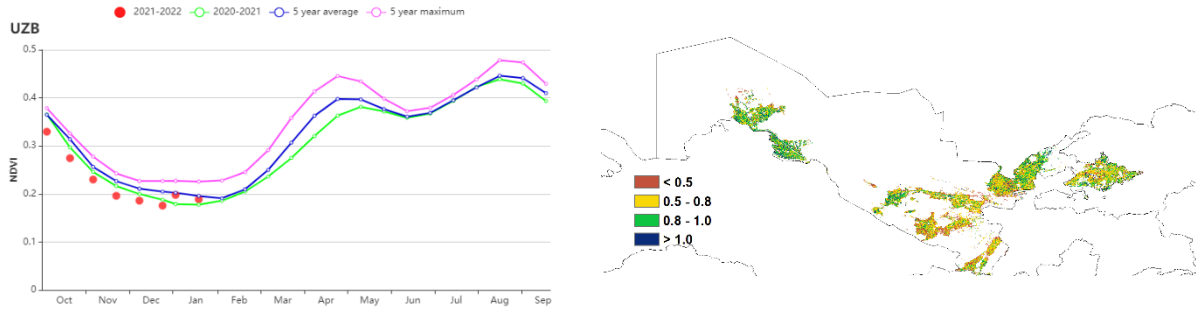 2021-2022 2020-2021 5 year average 5 year maximum
UZB
0.5
0.4
0.3
0.2
0.1
0
NDVI
Oct Nov Dec Jan Feb Mar Apr May Jun Jul Aug Sep
< 0.5
0.5 - 0.8
0.8 - 1.0
> 1.0